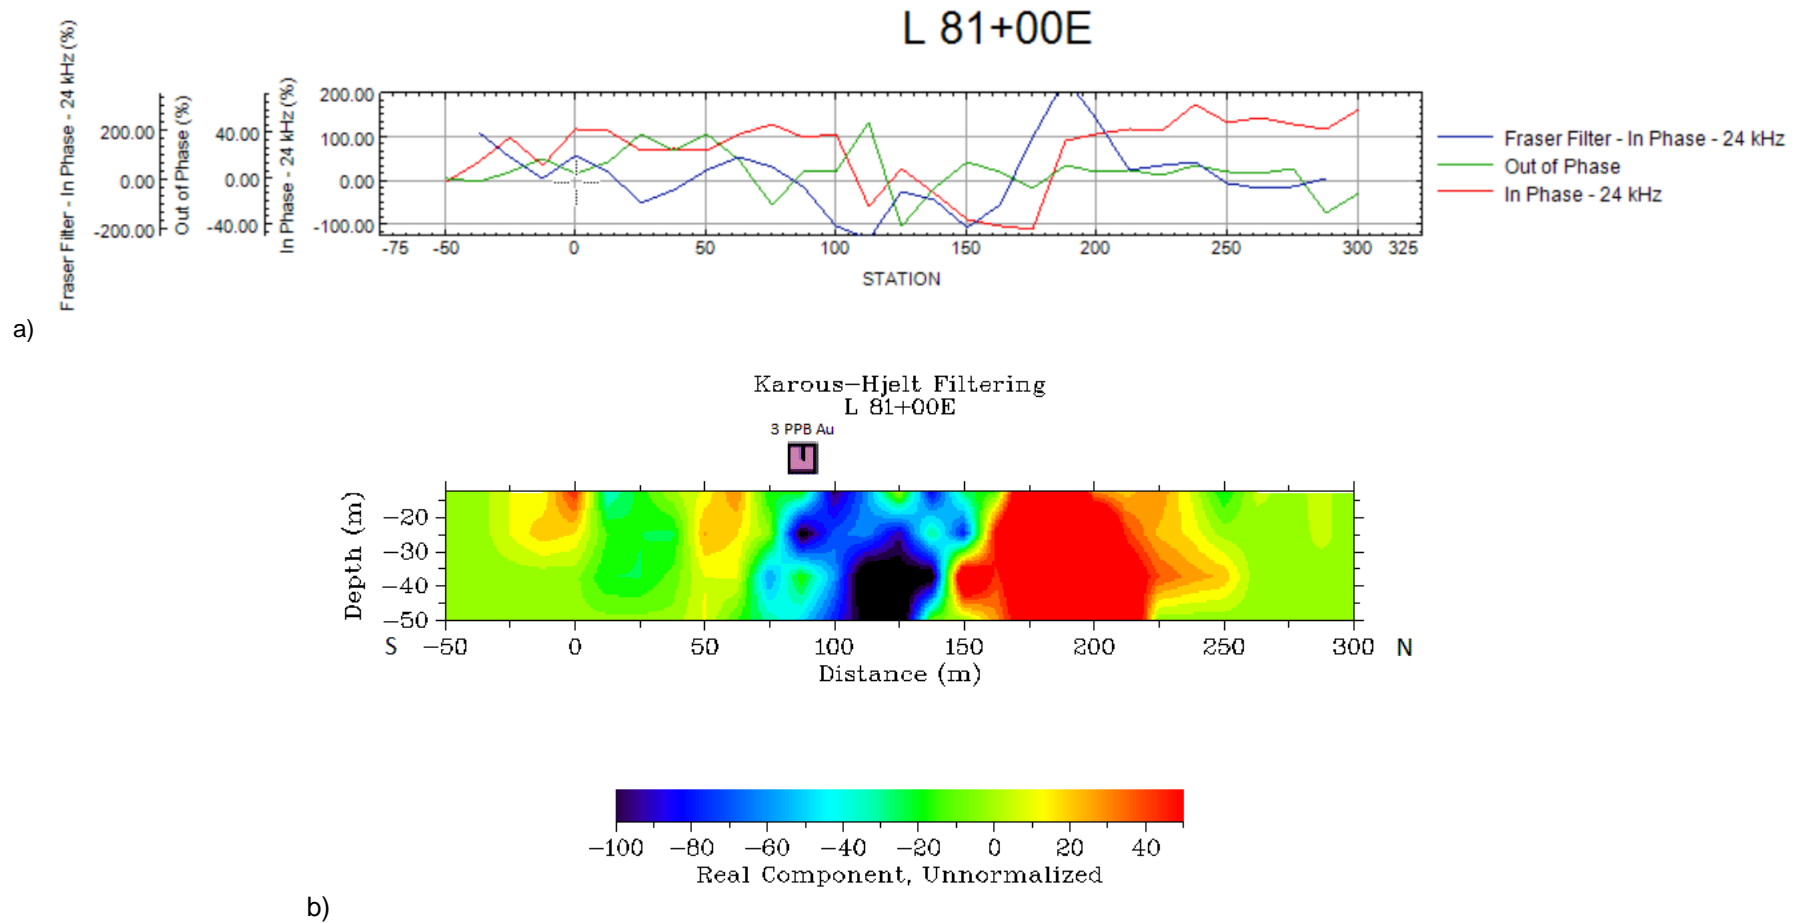 L 81+00E
Fraser Filter - In Phase - 24 kHz (%)
200.00
0.00
-200.00
Out of Phase (%)
40.00
0.00
-40.00
In Phase - 24 kHz (%)
200.00
100.00
0.00
-100.00
-75 -50 0 50 100 150 200 250 300 325
STATION
Fraser Filter - In Phase - 24 kHz
Out of Phase
In Phase - 24 kHz
a)
Karous-Hjelt Filtering
L 81+00E
3 PPB Au
Depth (m)
-20
-30
-40
-50
S -50 0 50 100 150 200 250 300 N
Distance (m)
-100 -80 -60 -40 -20 0 20 40
Real Component, Unnormalized
b)